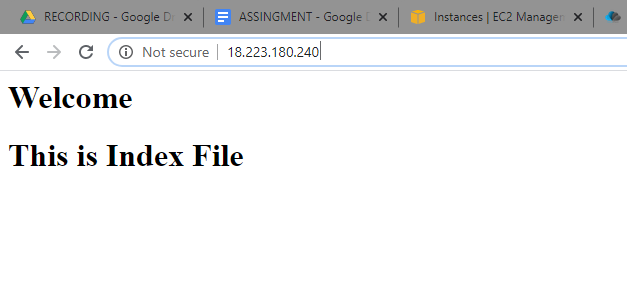 RECORDING - Google Dr
ASSINGMENT - Google D
Instances | EC2 Managem
Not secure
18.223.180.240
Welcome
This is Index File